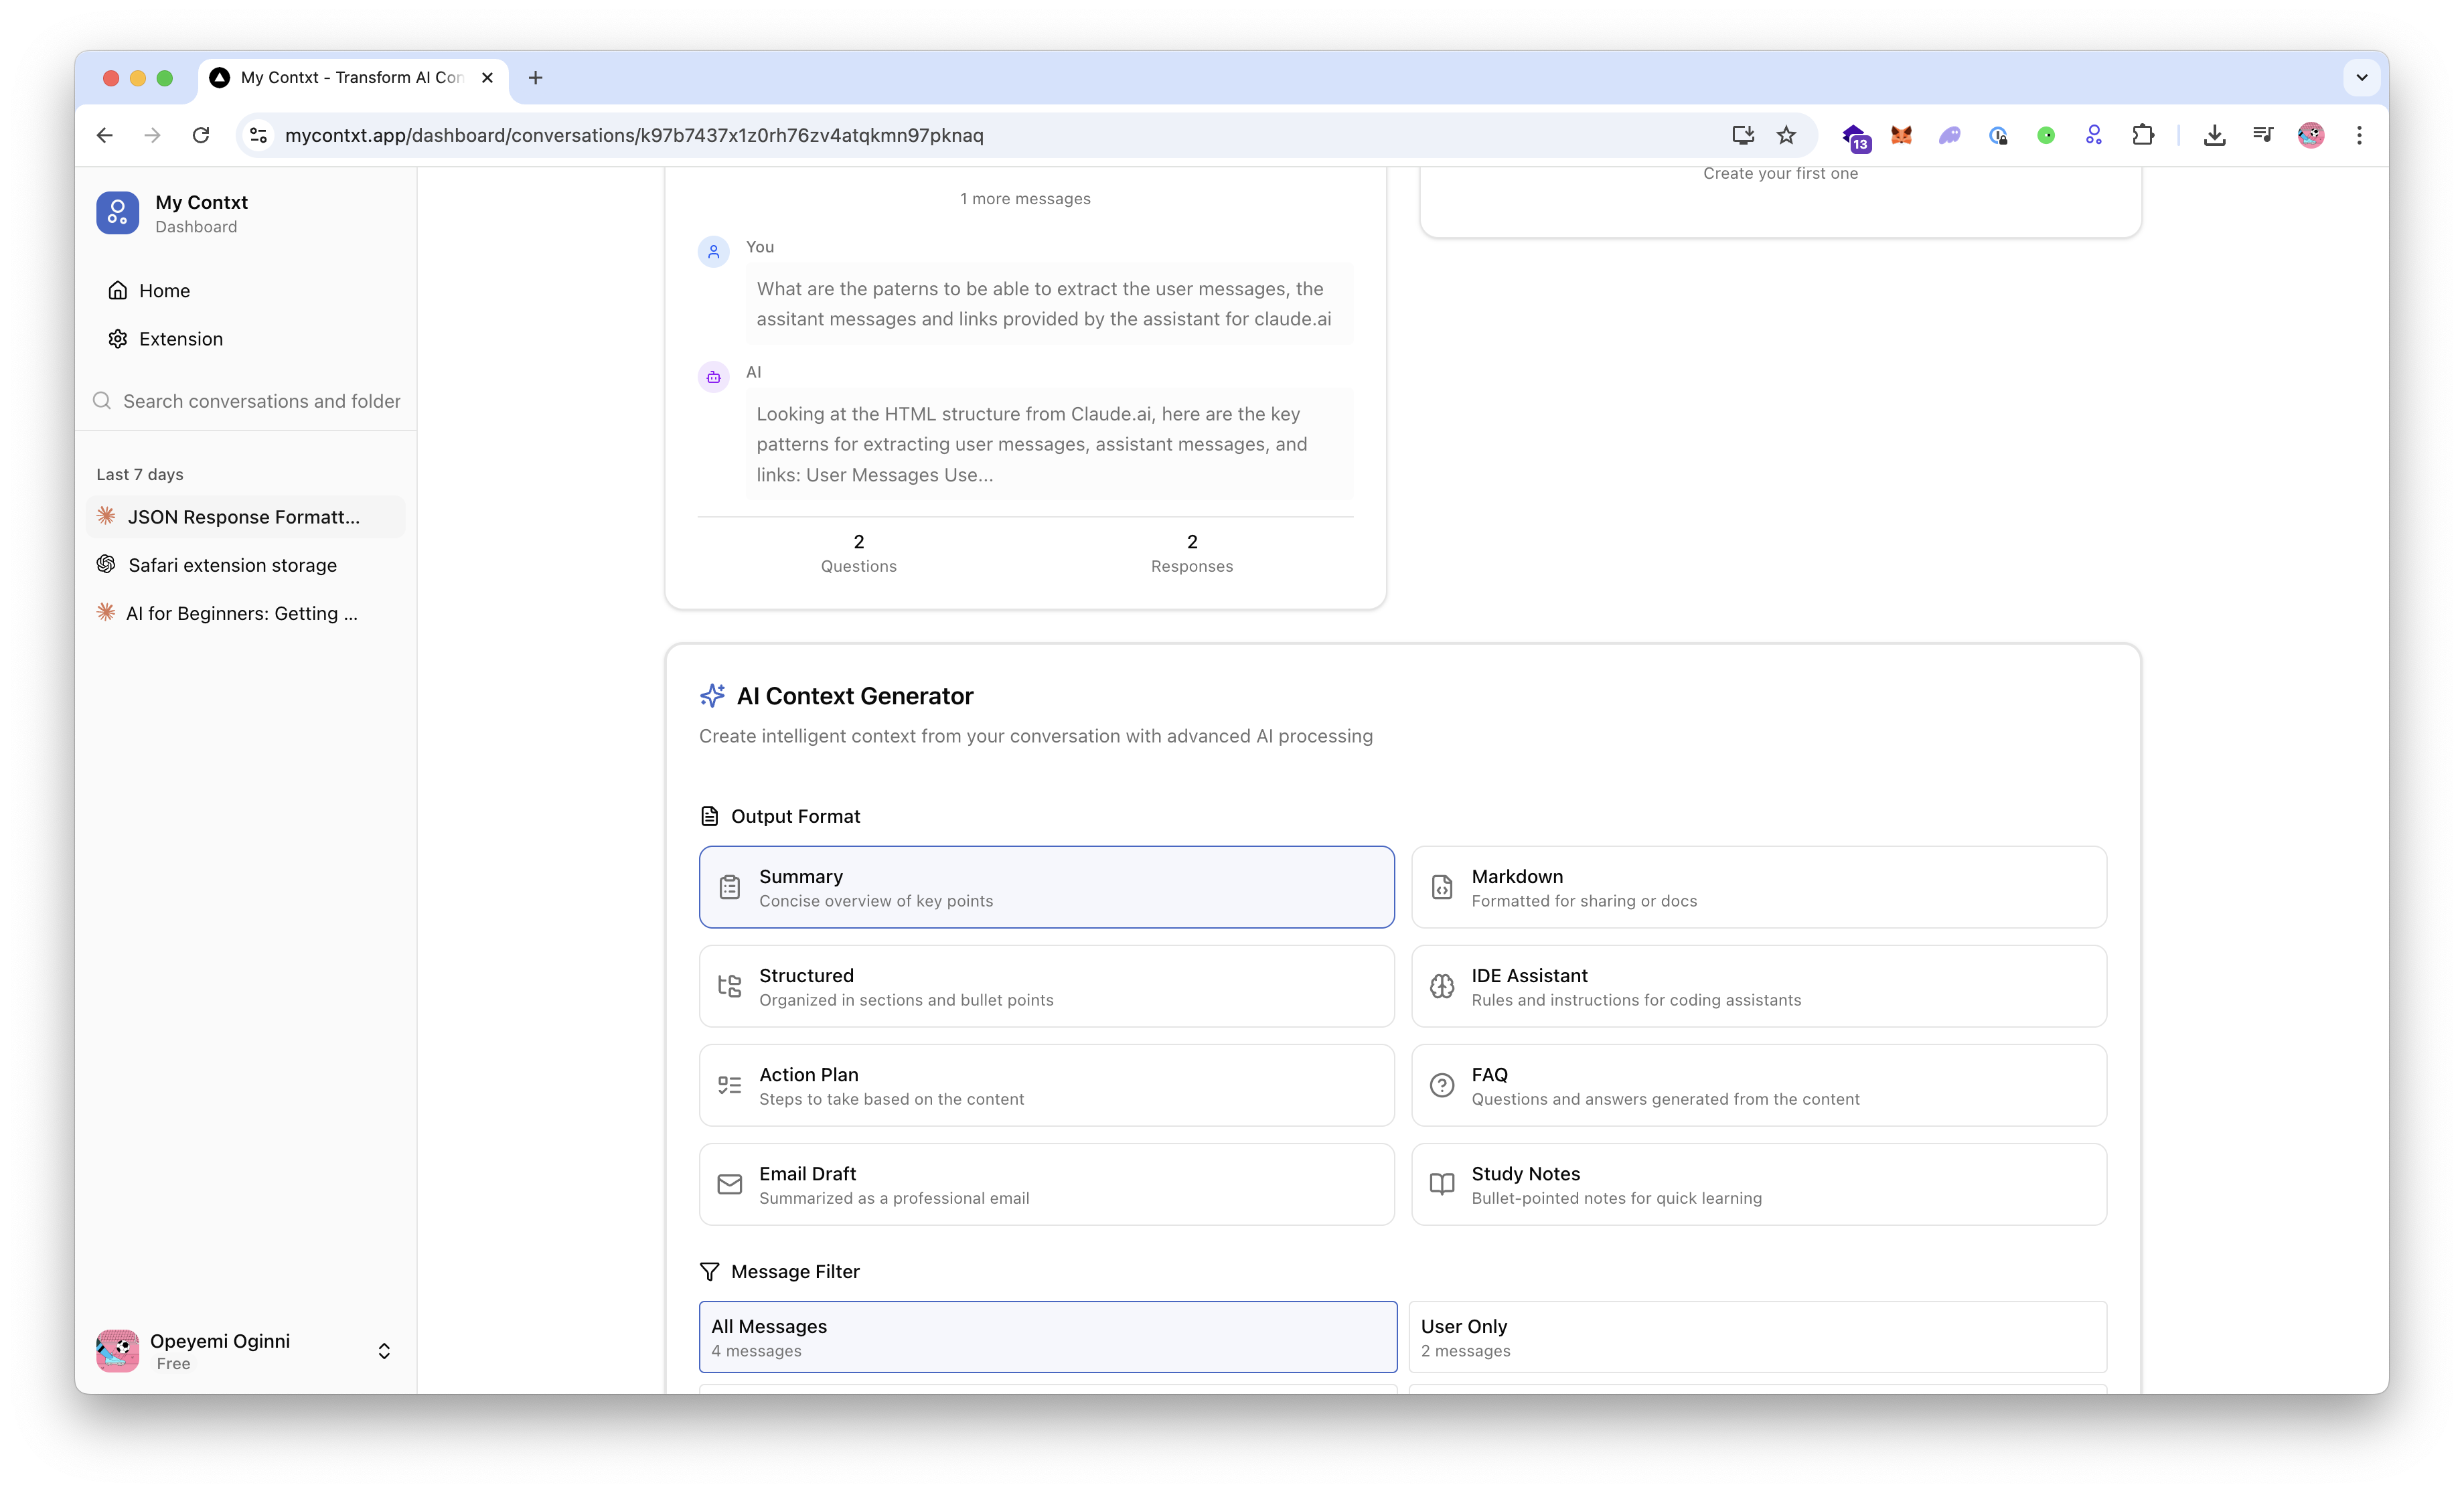 My Contxt - Transform AI Con
mycontxt.app/dashboard/conversations/k97b7437x1z0rh76zv4atqkmn97pknaq
13
My Contxt
Dashboard
Home
Extension
Search conversations and folder
Last 7 days
JSON Response Formatt...
Safari extension storage
AI for Beginners: Getting ...
Opeyemi Oginni
Free
1 more messages
You
What are the paterns to be able to extract the user messages, the
assitant messages and links provided by the assistant for claude.ai
AI
Looking at the HTML structure from Claude.ai, here are the key
patterns for extracting user messages, assistant messages, and
links: User Messages Use...
2
Questions
2
Responses
Create your first one
AI Context Generator
Create intelligent context from your conversation with advanced AI processing
Output Format
Summary
Concise overview of key points
Markdown
Formatted for sharing or docs
Structured
Organized in sections and bullet points
IDE Assistant
Rules and instructions for coding assistants
Action Plan
Steps to take based on the content
FAQ
Questions and answers generated from the content
Email Draft
Summarized as a professional email
Study Notes
Bullet-pointed notes for quick learning
Message Filter
All Messages
4 messages
User Only
2 messages